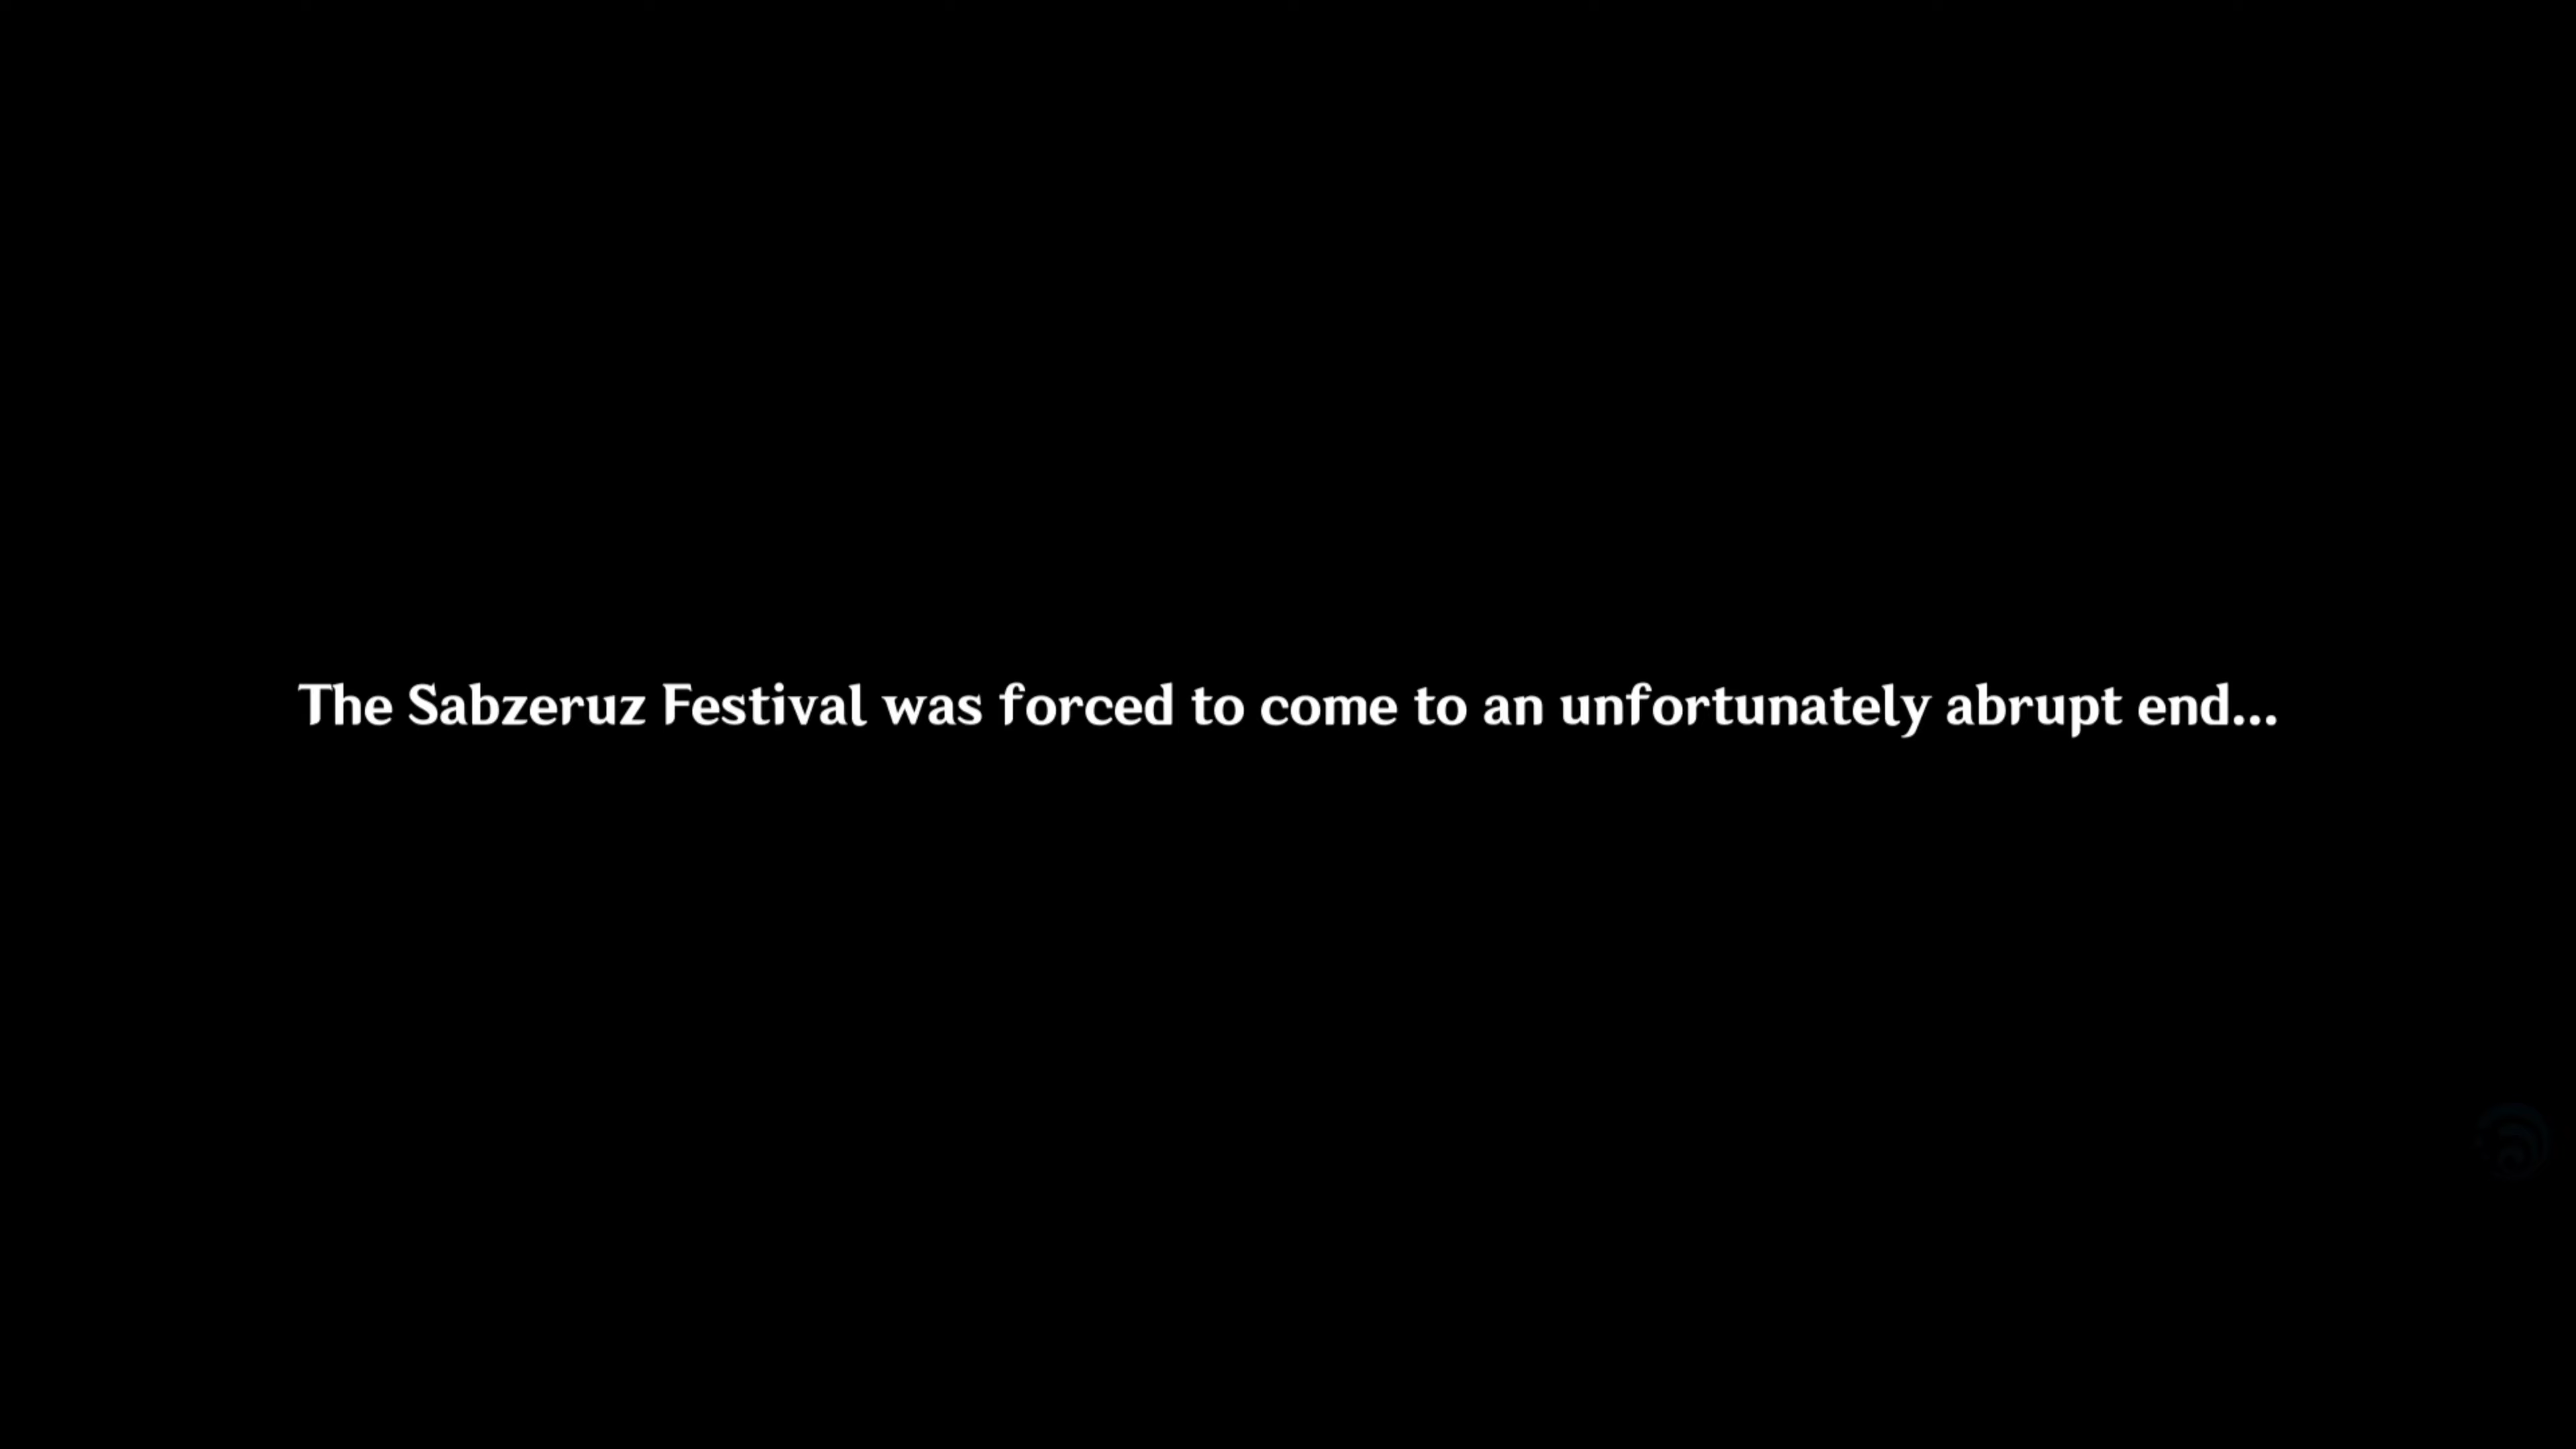 The Sabzeruz Festival was forced to come to an unfortunately abrupt end...